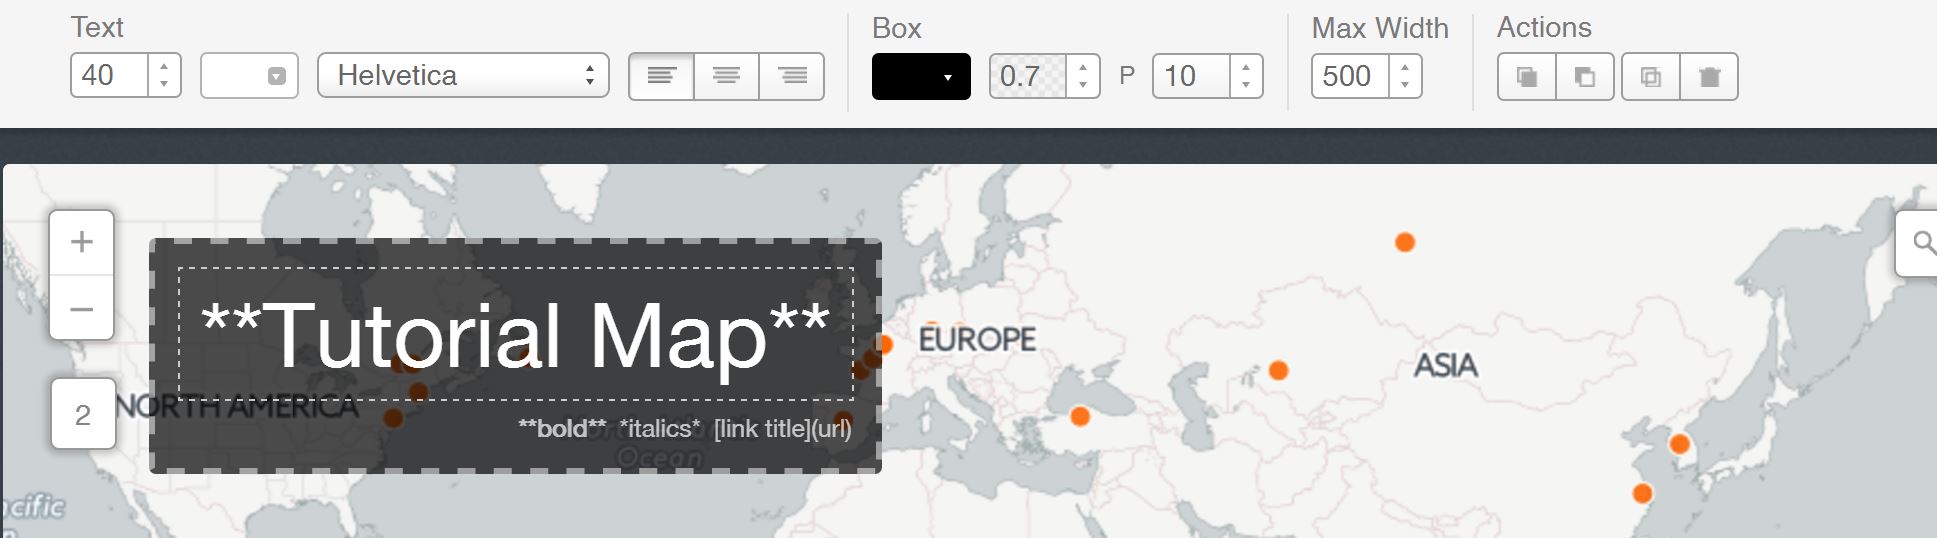 Text Box Max Width Actions
40 Helvetica 0.7 P 10 500
+
**Tutorial Map**
−
EUROPE
ASIA
NORTH AMERICA
2
**bold** *italics* [link title](url)
Ocean
cific